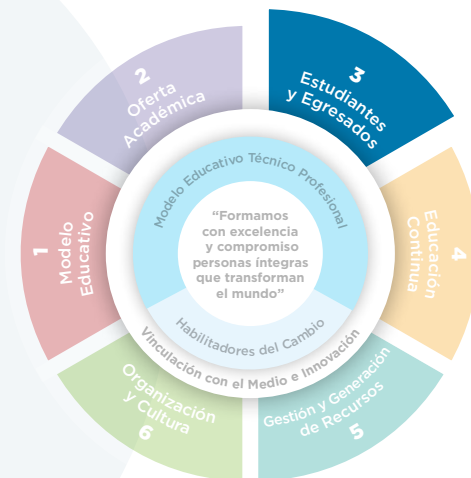 1
Modelo
Educativo
2
Oferta
Académica
3
Estudiantes
y Egresados
4
Educación
Continua
Gestión y Generación
de Recursos
5
Organización
y Cultura
6
Modelo Educativo Técnico Profesional
“Formamos
con excelencia
y compromiso
personas íntegras
que transforman
el mundo”
Habilitadores del Cambio
Vinculación con el Medio e Innovación